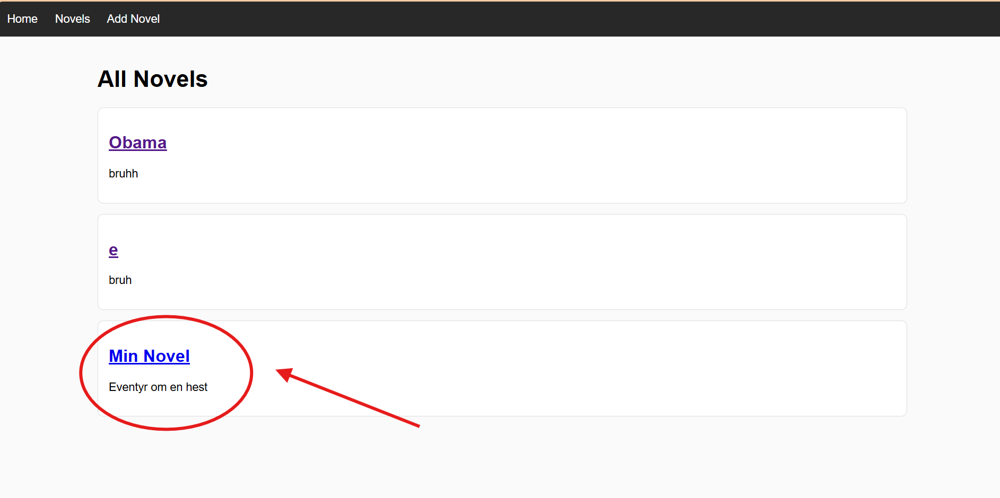 Home Novels Add Novel
All Novels
Obama
bruhh
e
bruh
Min Novel
Eventyr om en hest